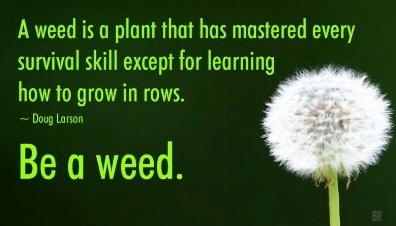 A weed is a plant that has mastered every
survival skill except for learning
how to grow in rows.
~ Doug Larson
Be a weed.
BR